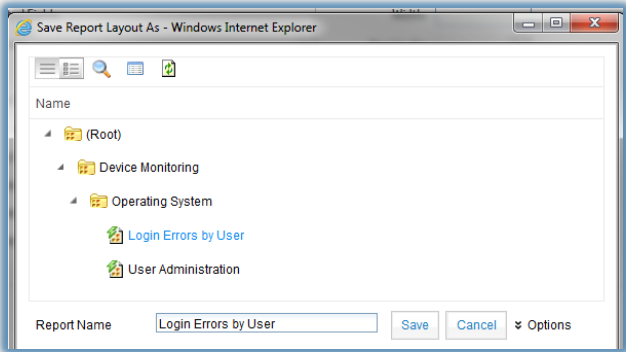 Save Report Layout As - Windows Internet Explorer
Name
(Root)
Device Monitoring
Operating System
Login Errors by User
User Administration
Report Name Login Errors by User Save Cancel Options